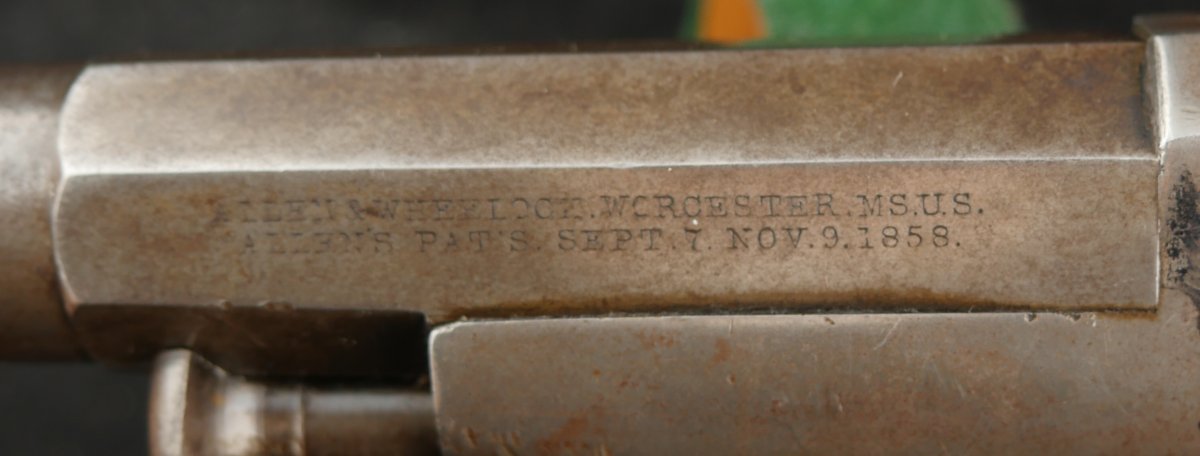 ALLEN & WHEELOCK. WORCESTER. MS. U.S.
ALLEN'S PAT'S. SEPT. 7. NOV. 9. 1858.